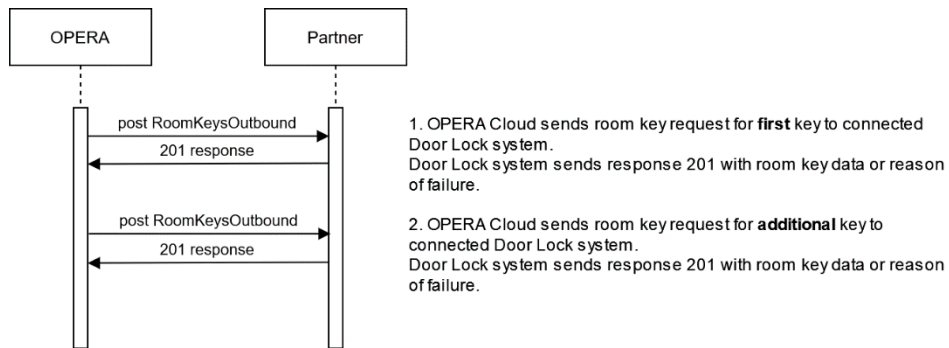 OPERA
Partner
post RoomKeysOutbound
201 response
1. OPERA Cloud sends room key request for first key to connected
Door Lock system.
Door Lock system sends response 201 with room key data or reason
of failure.
post RoomKeysOutbound
201 response
2. OPERA Cloud sends room key request for additional key to
connected Door Lock system.
Door Lock system sends response 201 with room key data or reason
of failure.